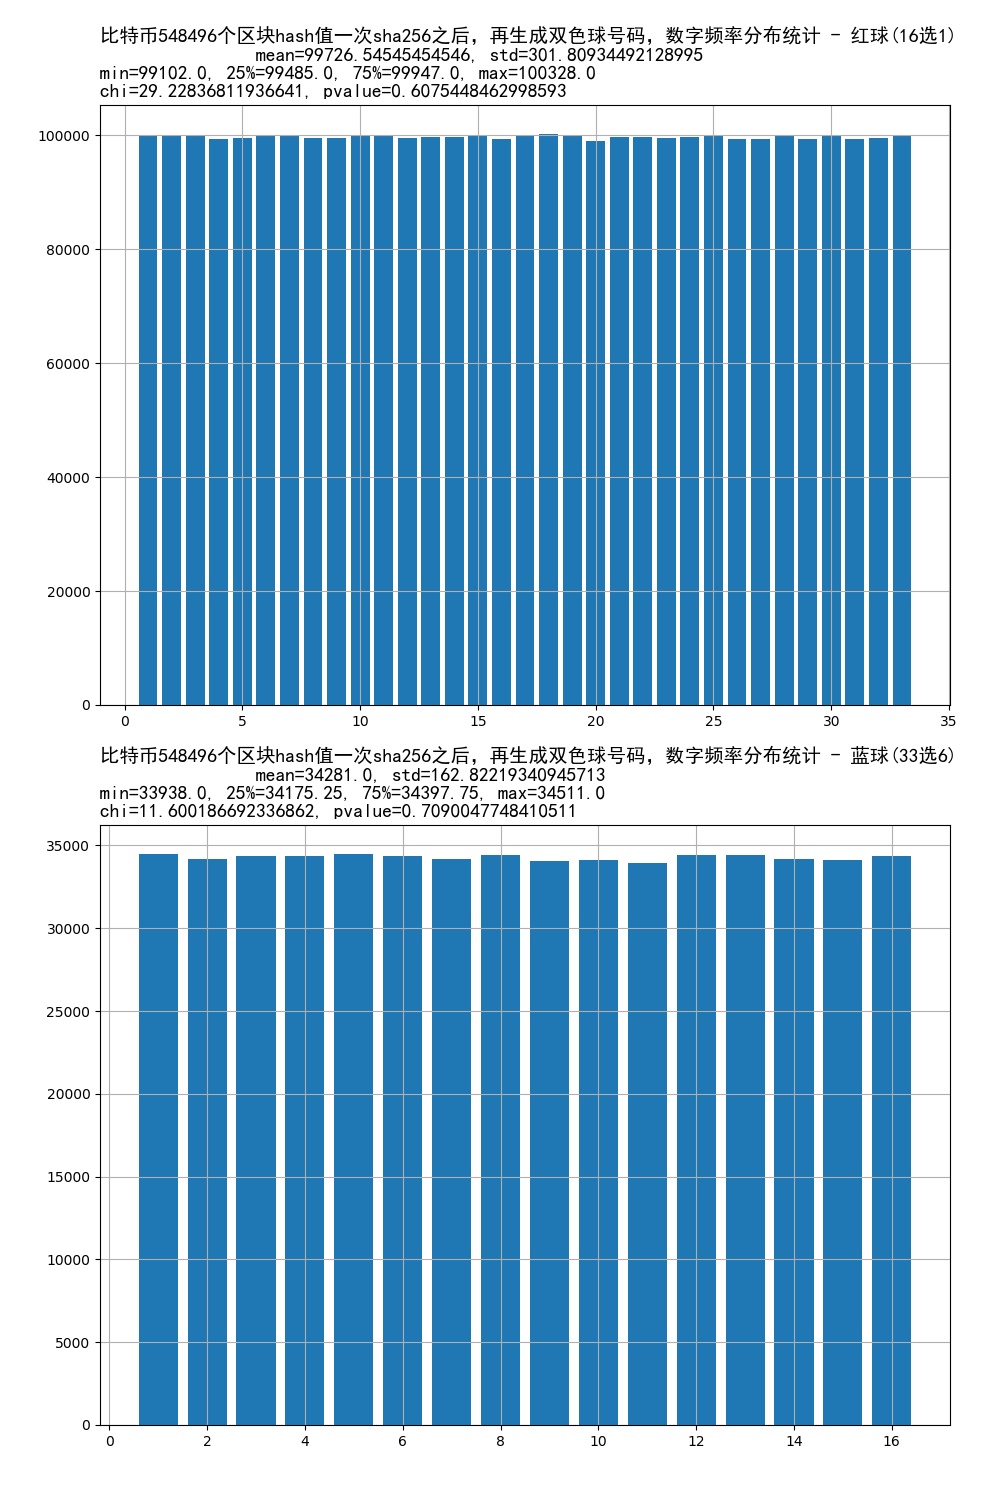 比特币548496个区块hash值一次sha256之后，再生成双色球号码，数字频率分布统计 - 红球(16选1)
mean=99726.54545454546, std=301.80934492128995
min=99102.0, 25%=99485.0, 75%=99947.0, max=100328.0
chi=29.22836811936641, pvalue=0.6075448462998593
100000
80000
60000
40000
20000
0
0 5 10 15 20 25 30 35
比特币548496个区块hash值一次sha256之后，再生成双色球号码，数字频率分布统计 - 蓝球(33选6)
mean=34281.0, std=162.82219340945713
min=33938.0, 25%=34175.25, 75%=34397.75, max=34511.0
chi=11.600186692336862, pvalue=0.7090047748410511
35000
30000
25000
20000
15000
10000
5000
0
0 2 4 6 8 10 12 14 16